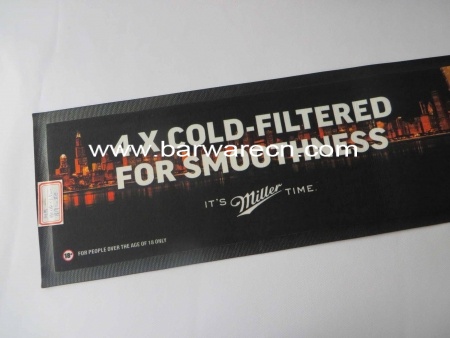 4 X COLD-FILTERED
www.barwarecn.com
FOR SMOOTHNESS
IT'S Miller TIME.
18+ FOR PEOPLE OVER THE AGE OF 18 ONLY